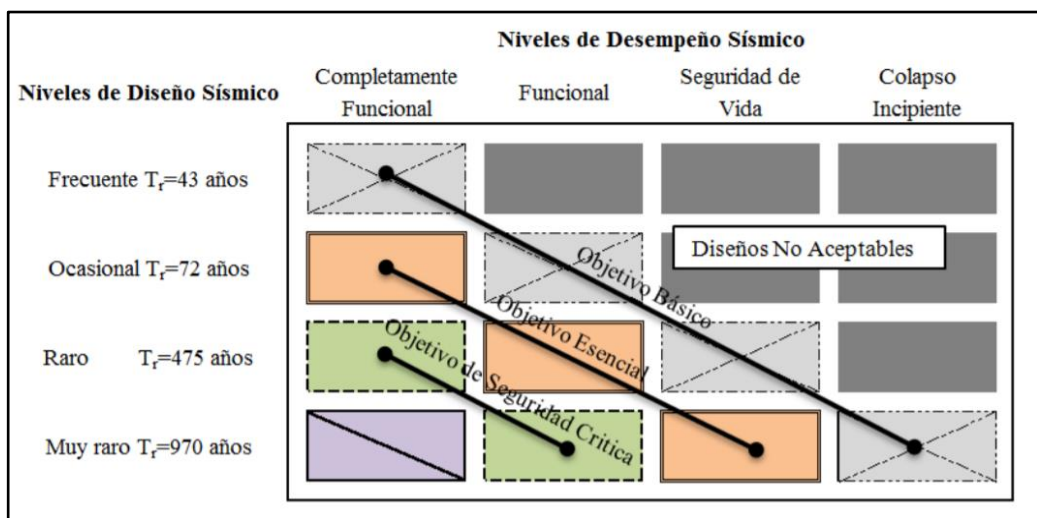 Niveles de Desempeño Sísmico
Niveles de Diseño Sísmico
Completamente
Funcional
Funcional
Seguridad de
Vida
Colapso
Incipiente
Frecuente Tr=43 años
Ocasional Tr=72 años
Diseños No Aceptables
Objetivo Básico
Objetivo Esencial
Objetivo de Seguridad Critica
Raro Tr=475 años
Muy raro Tr=970 años